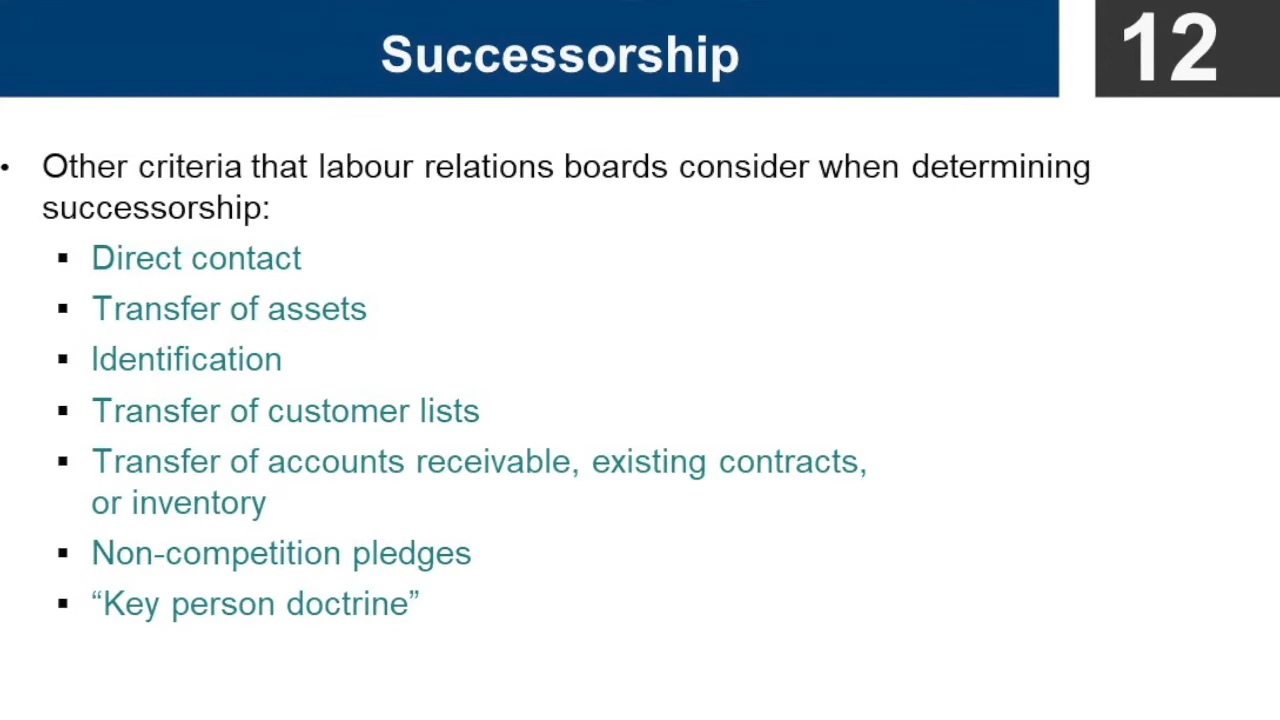 Successorship
12
• Other criteria that labour relations boards consider when determining
successorship:
▪ Direct contact
▪ Transfer of assets
▪ Identification
▪ Transfer of customer lists
▪ Transfer of accounts receivable, existing contracts,
or inventory
▪ Non-competition pledges
▪ “Key person doctrine”